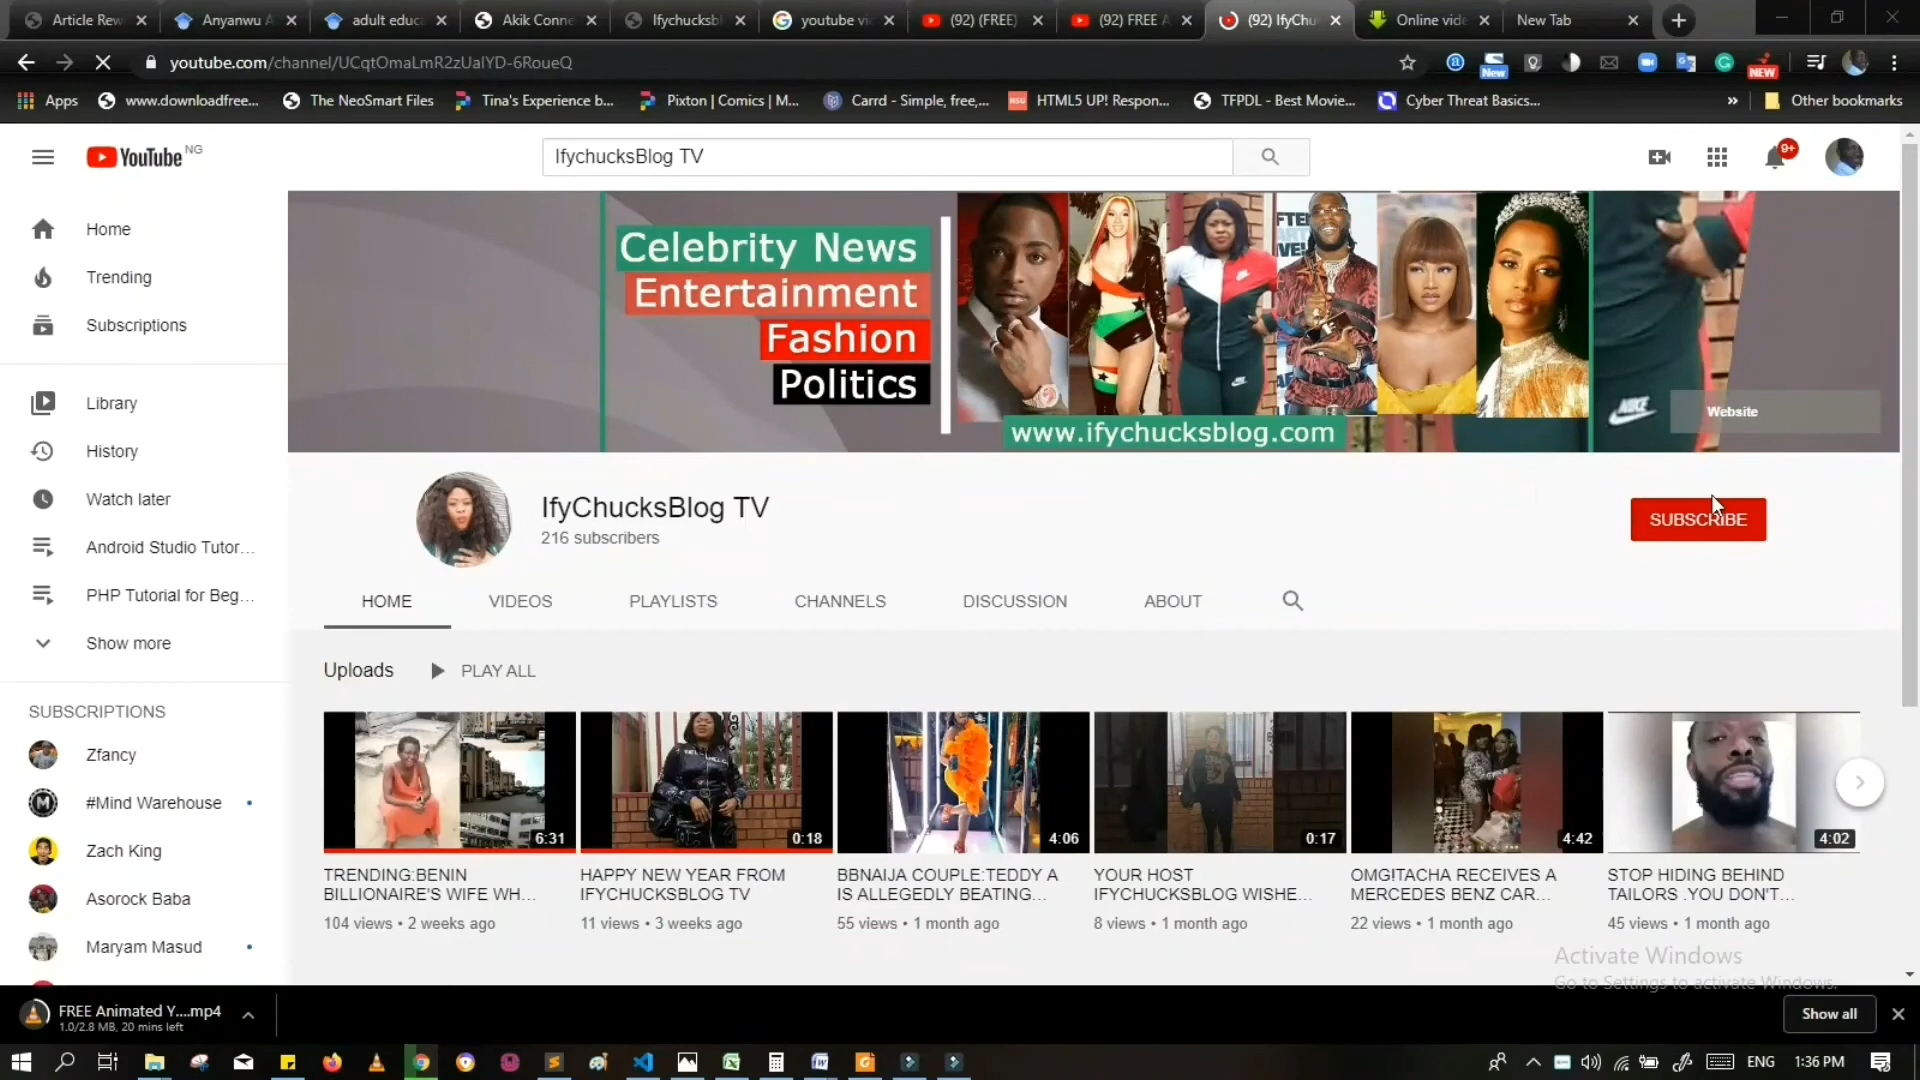 Article Rew
Anyanwu A
adult educa
Akik Conne
Ifychucksbl
youtube vi
(92) (FREE)
(92) FREE A
(92) IfyChu
Online vide
New Tab
youtube.com/channel/UCqtOmaLmR2zUalYD-6RoueQ
New
NEW
Apps
www.downloadfree...
The NeoSmart Files
Tina's Experience b...
Pixton | Comics | M...
Carrd - Simple, free,...
HTML5 UP! Respon...
TFPDL - Best Movie...
Cyber Threat Basics...
»
Other bookmarks
YouTube NG
IfychucksBlog TV
9+
Home
Trending
Subscriptions
Library
History
Watch later
Android Studio Tutor...
PHP Tutorial for Beg...
Show more
SUBSCRIPTIONS
Zfancy
#Mind Warehouse
Zach King
Asorock Baba
Maryam Masud
Celebrity News
Entertainment
Fashion
Politics
www.ifychucksblog.com
Website
IfyChucksBlog TV
216 subscribers
SUBSCRIBE
HOME
VIDEOS
PLAYLISTS
CHANNELS
DISCUSSION
ABOUT
Uploads
PLAY ALL
6:31
TRENDING:BENIN
BILLIONAIRE'S WIFE WH...
104 views • 2 weeks ago
0:18
HAPPY NEW YEAR FROM
IFYCHUCKSBLOG TV
11 views • 3 weeks ago
4:06
BBNAIJA COUPLE:TEDDY A
IS ALLEGEDLY BEATING...
55 views • 1 month ago
0:17
YOUR HOST
IFYCHUCKSBLOG WISHE...
8 views • 1 month ago
4:42
OMGITACHA RECEIVES A
MERCEDES BENZ CAR...
22 views • 1 month ago
4:02
STOP HIDING BEHIND
TAILORS .YOU DON'T...
45 views • 1 month ago
Activate Windows
Go to Settings to activate Windows.
FREE Animated Y....mp4
1.0/2.8 MB, 20 mins left
Show all
ENG
1:36 PM